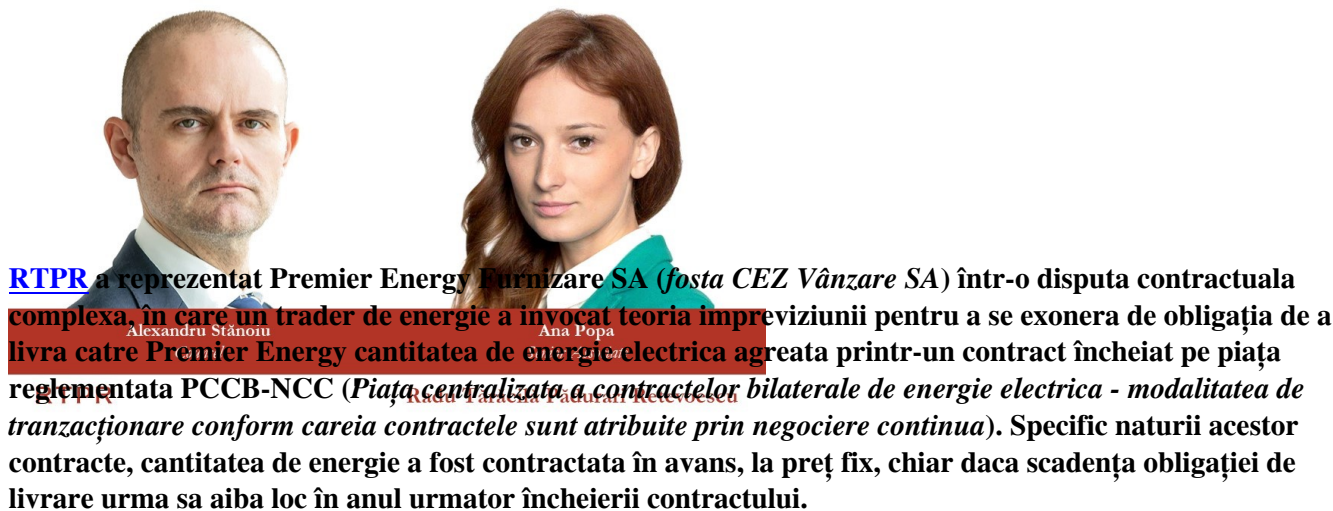 RTPR a reprezentat Premier Energy Furnizare SA (fosta CEZ Vânzare SA) într-o disputa contractuala
complexa, în care un trader de energie a invocat teoria impreviziunii pentru a se exonera de obligația de a
Alexandru Stănoiu Ana Popa
livra catre Premier Energy cantitatea de energie electrica agreata printr-un contract încheiat pe piața
reglementata PCCB-NCC (Piața centralizata a contractelor bilaterale de energie electrica - modalitatea de
RTPR Radu Tărăcilă Pădurari Retevoescu
tranzacționare conform careia contractele sunt atribuite prin negociere continua). Specific naturii acestor
contracte, cantitatea de energie a fost contractata în avans, la preț fix, chiar daca scadența obligației de
livrare urma sa aiba loc în anul urmator încheierii contractului.